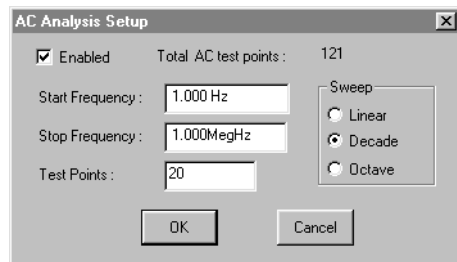 AC Analysis Setup
Enabled Total AC test points : 121
Start Frequency : 1.000 Hz
Stop Frequency : 1.000MegHz
Test Points : 20
Sweep
Linear
Decade
Octave
OK Cancel